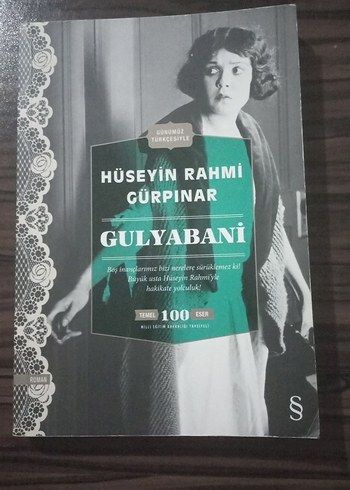 GÜNÜMÜZ
TÜRKÇESİYLE
HÜSEYİN RAHMİ
GÜRPINAR
GULYABANİ
Boş inançlarımız bizi nerelere sürüklemez ki!
Büyük usta Hüseyin Rahmi'yle
hakikate yolculuk!
TEMEL 100 ESER
MİLLİ EĞİTİM BAKANLIĞI TAVSİYELİ
ROMAN